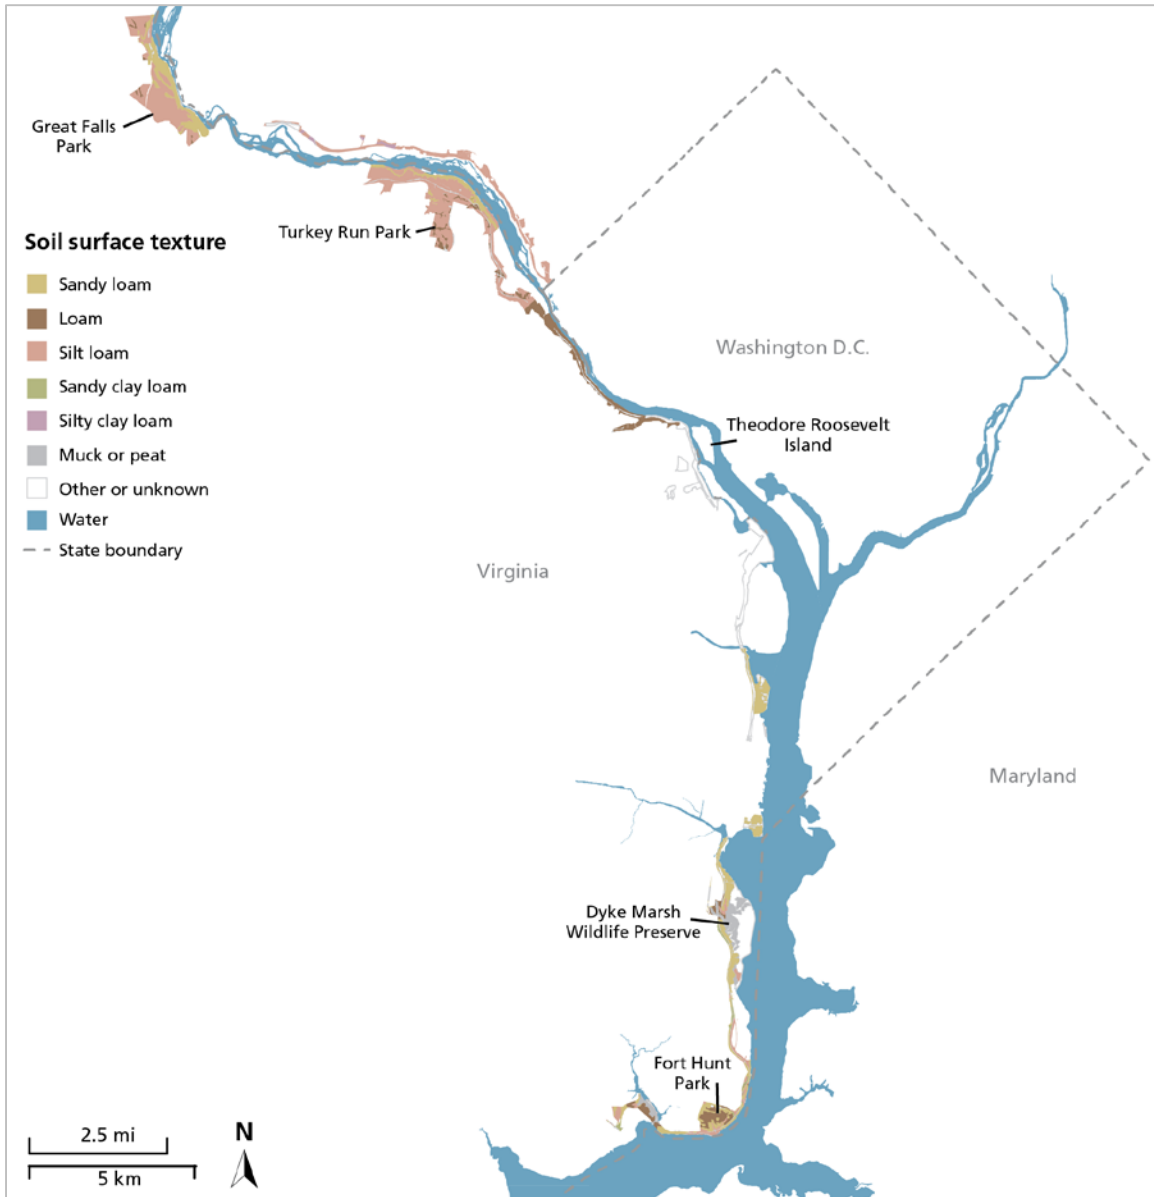 Great Falls
Park
Turkey Run Park
Soil surface texture
Sandy loam
Loam
Silt loam
Sandy clay loam
Silty clay loam
Muck or peat
Other or unknown
Water
State boundary
Washington D.C.
Theodore Roosevelt
Island
Virginia
Maryland
Dyke Marsh
Wildlife Preserve
Fort Hunt
Park
2.5 mi
5 km
N